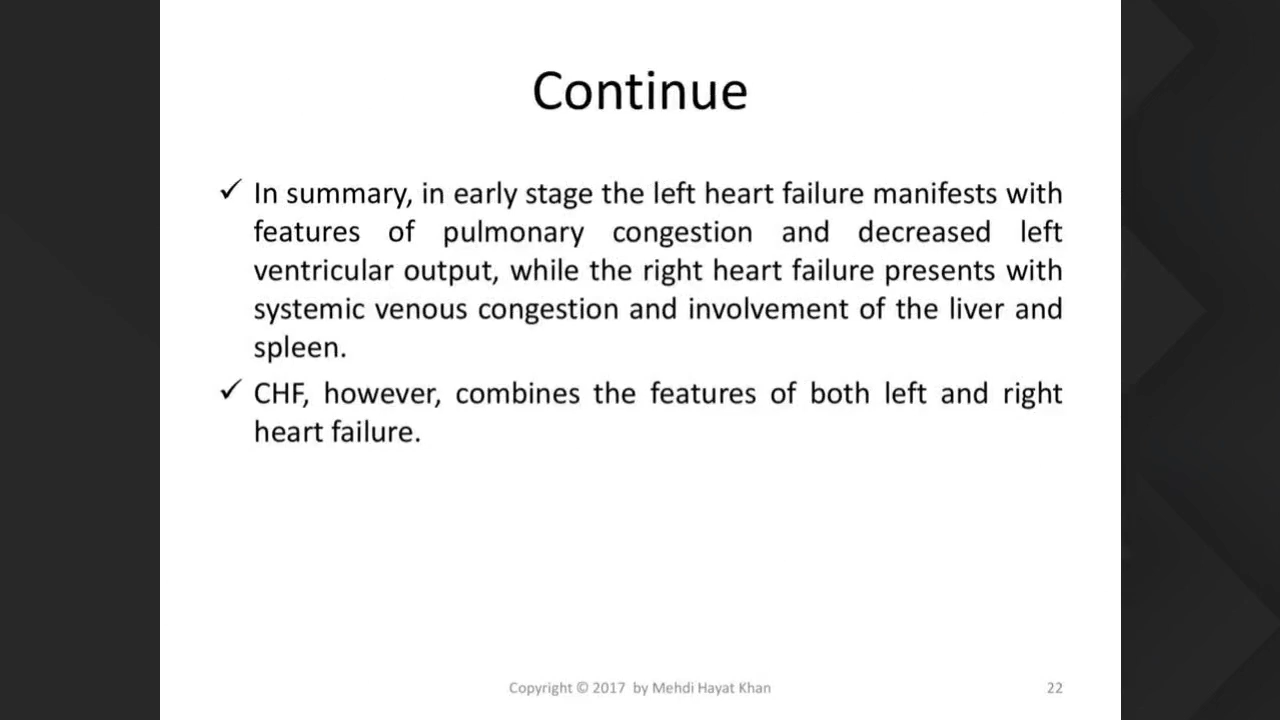 Continue
✓ In summary, in early stage the left heart failure manifests with
features of pulmonary congestion and decreased left
ventricular output, while the right heart failure presents with
systemic venous congestion and involvement of the liver and
spleen.
✓ CHF, however, combines the features of both left and right
heart failure.
Copyright © 2017 by Mehdi Hayat Khan
22